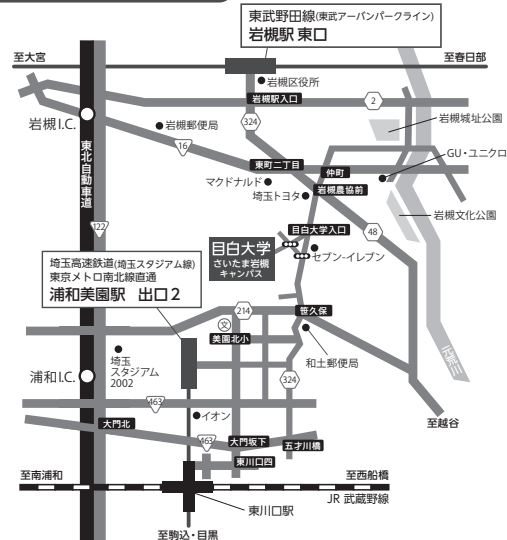 東武野田線(東武アーバンパークライン)
岩槻駅 東口
至大宮
至春日部
岩槻区役所
岩槻駅入口
2
岩槻I.C.
324
岩槻城址公園
岩槻郵便局
16
GU・ユニクロ
東北自動車道
東町二丁目
仲町
マクドナルド
岩槻農協前
埼玉トヨタ
岩槻文化公園
122
目白大学入口
48
目白大学
さいたま岩槻
キャンパス
セブン-イレブン
埼玉高速鉄道(埼玉スタジアム線)
東京メトロ南北線直通
浦和美園駅 出口2
214
笹久保
文
美園北小
元荒川
和土郵便局
埼玉
スタジアム
2002
浦和I.C.
324
463
イオン
至越谷
大門北
463
大門坂下
五才川橋
東川口四
至南浦和
至西船橋
JR 武蔵野線
東川口駅
至駒込・目黒